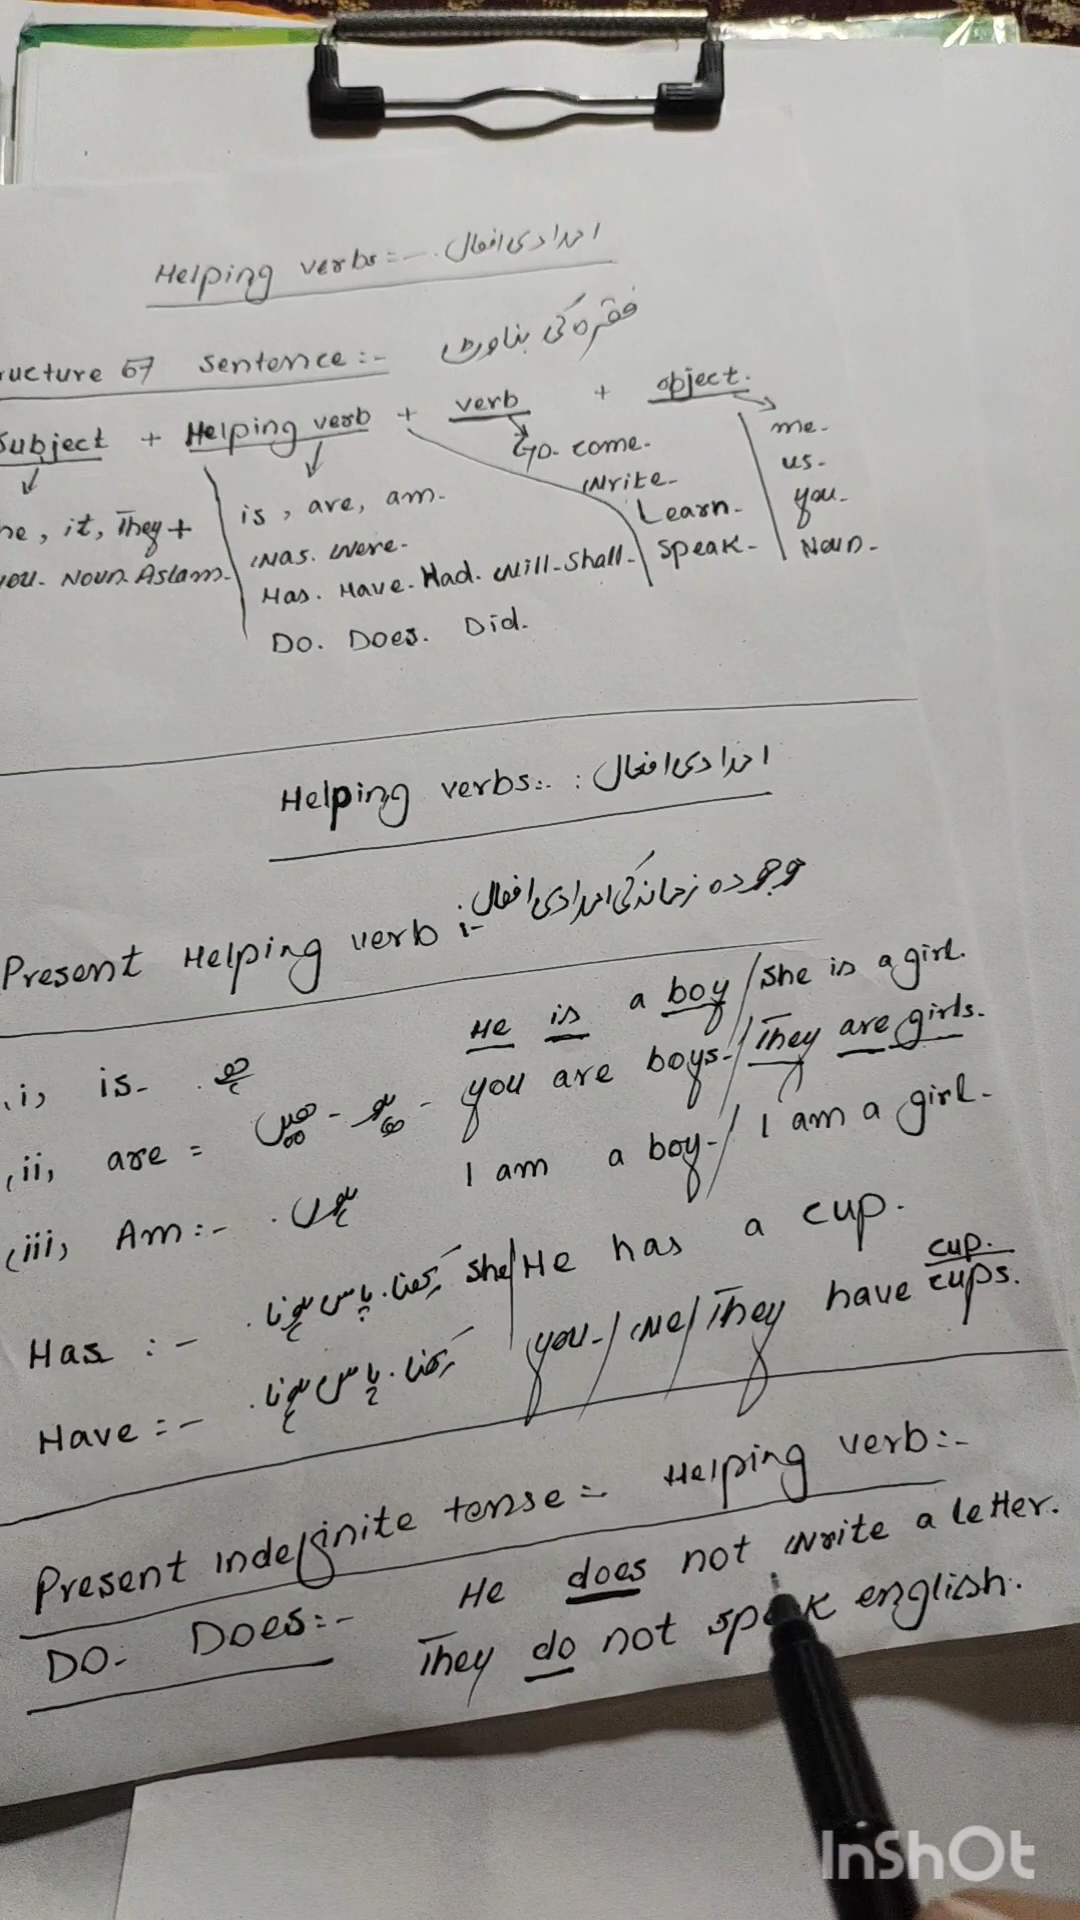 Helping verbs:-. امدادی افعال
ructure of sentence:- فقرہ کی بناوٹ
Subject + Helping verb + verb + object.
he, it, They + is, are, am. Go. come. me.
you. Noun. Aslam. was. were. write. us.
Has. Have. Had. Will. Shall. Learn. you.
Do. Does. Did. Speak. Noun.
Helping verbs:. : امدادی افعال
Present Helping verb :- وجودہ زمانہ کی امدادی افعال
(i) is- ہے. He is a boy / She is a girl.
(ii) are = ہیں - ہو - you are boys / They are girls.
(iii) Am:- ہوں. I am a boy / I am a girl.
Has :- رکھنا. پاس ہونا. She/He has a cup.
Have :- رکھنا. پاس ہونا. you / We / They have cup. cups.
Present indefinite tense = Helping verb:-
Do. Does:- He does not write a letter.
They do not speak english.
InShOt